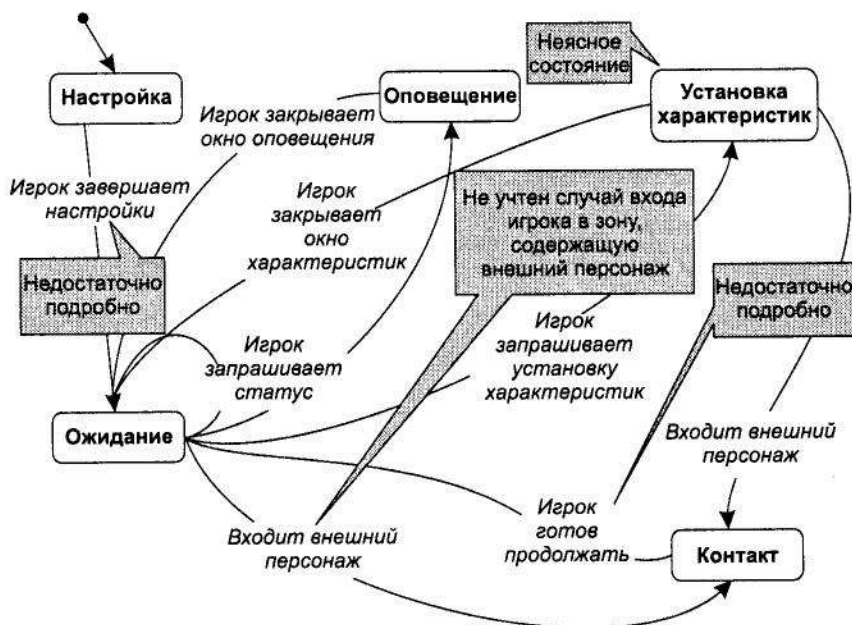 Неясное
состояние
Настройка
Оповещение
Установка
характеристик
Игрок закрывает
окно оповещения
Игрок завершает
настройки
Игрок
закрывает
окно
характеристик
Не учтен случай входа
игрока в зону,
содержащую
внешний персонаж
Недостаточно
подробно
Недостаточно
подробно
Игрок
запрашивает
статус
Игрок
запрашивает
установку
характеристик
Ожидание
Входит внешний
персонаж
Входит внешний
персонаж
Игрок
готов
продолжать
Контакт